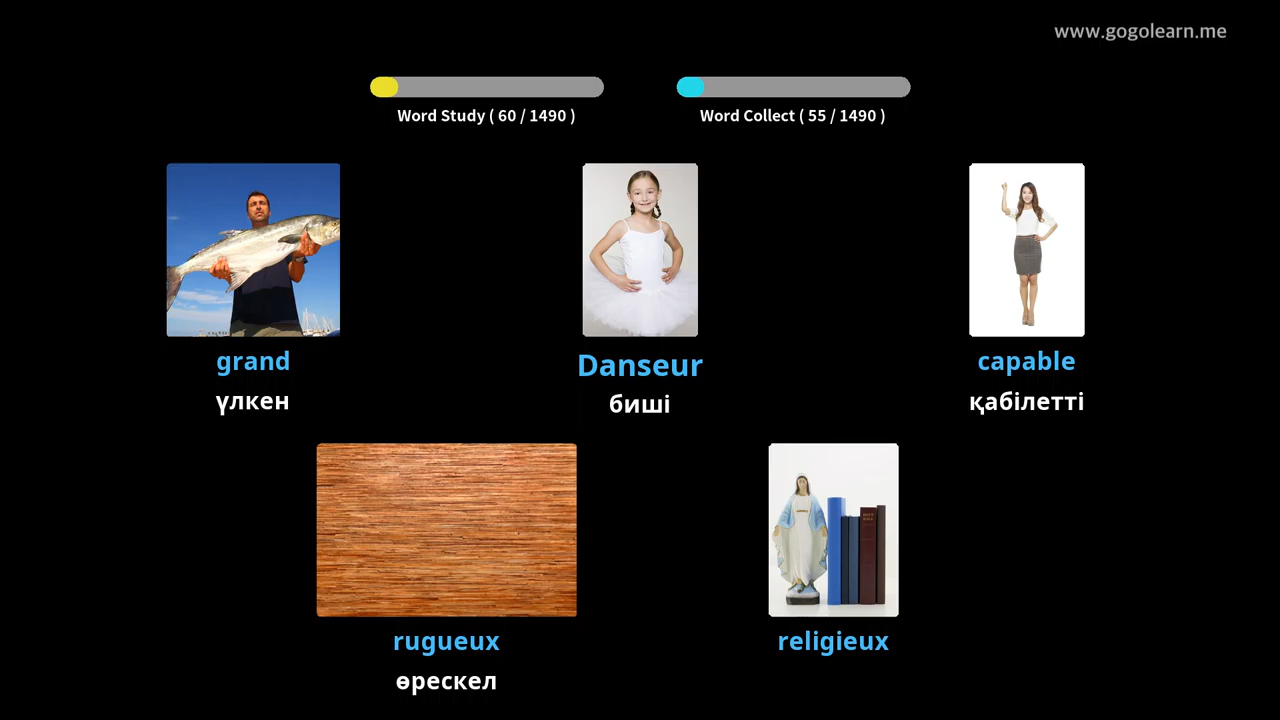 www.gogolearn.me
Word Study ( 60 / 1490 )
Word Collect ( 55 / 1490 )
grand
Danseur
capable
үлкен
биші
қабілетті
rugueux
religieux
өрескел